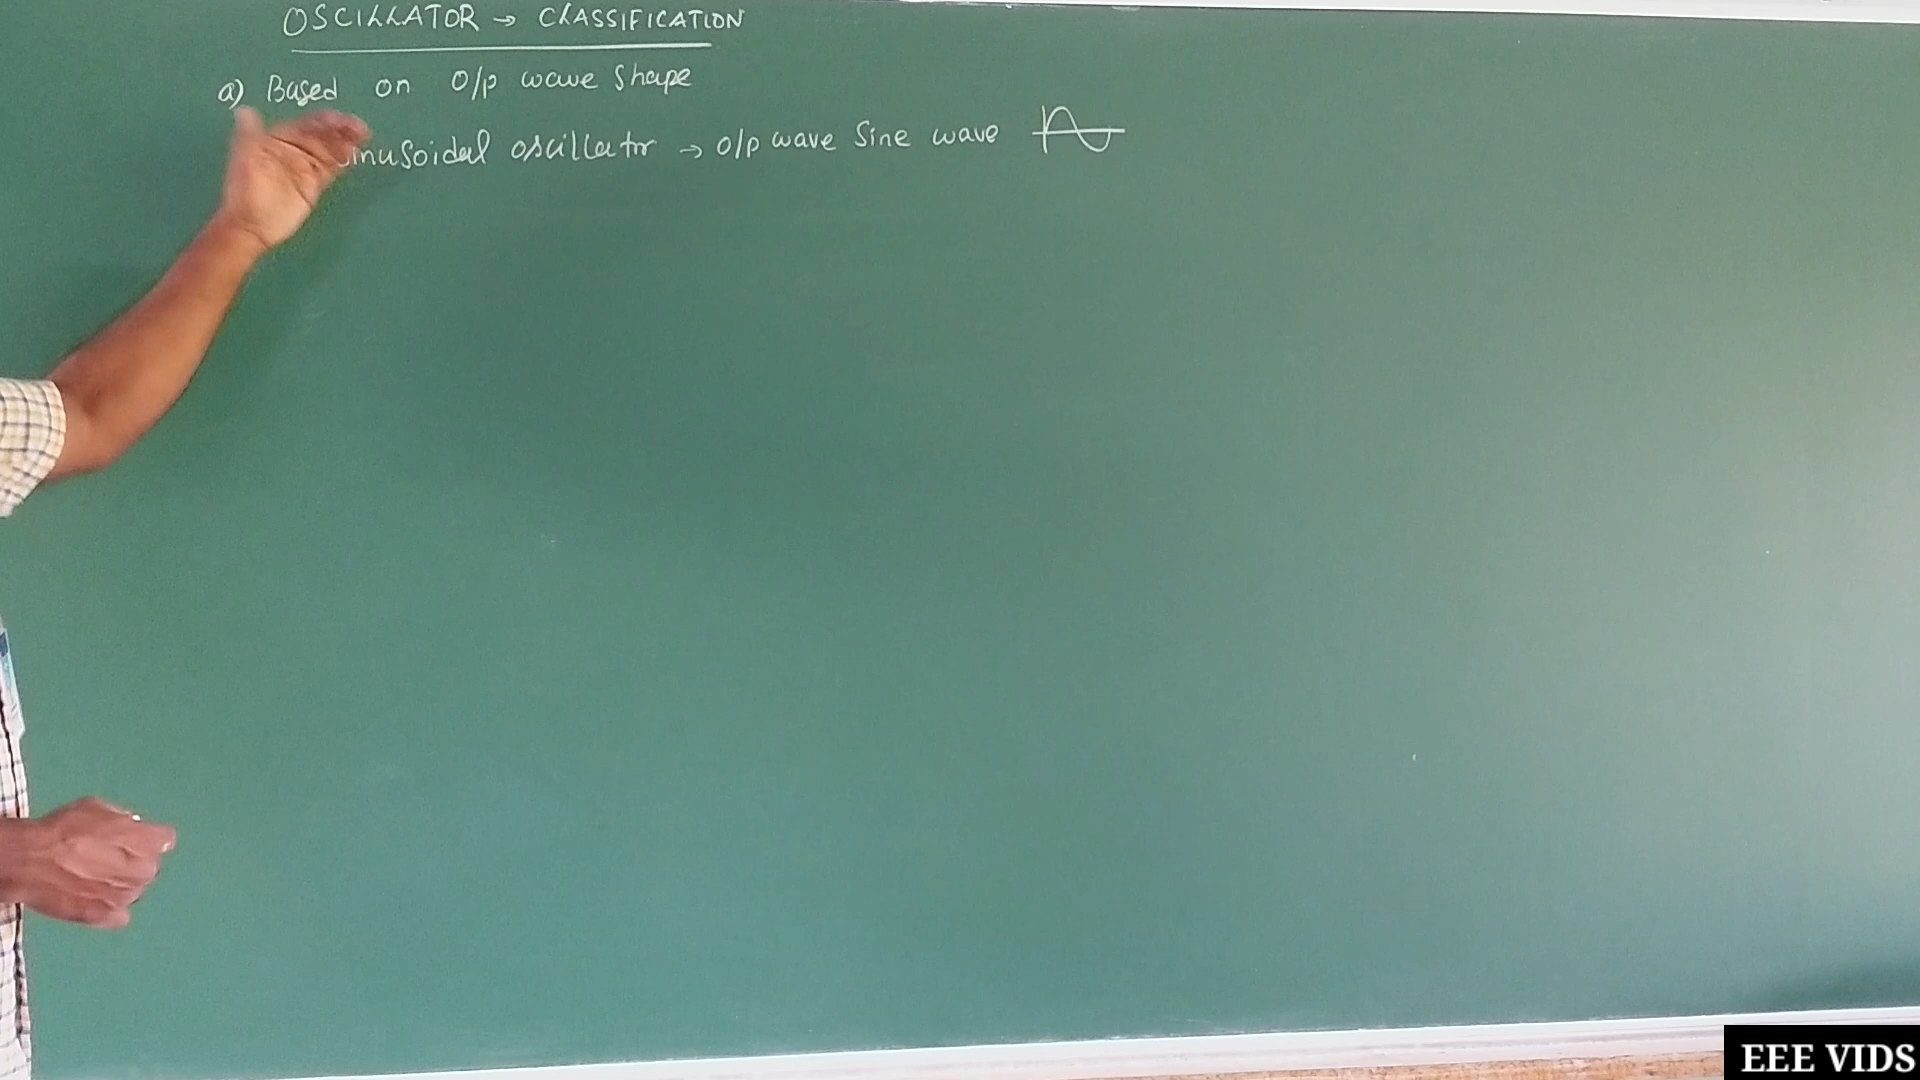 OSCILLATOR → CLASSIFICATION
a) Based on O/p wave shape
inusoidal oscillator → o/p wave Sine wave
EEE VIDS